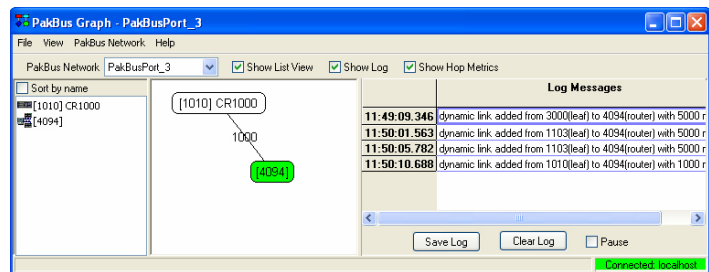 PakBus Graph - PakBusPort_3
File View PakBus Network Help
PakBus Network PakBusPort_3 Show List View Show Log Show Hop Metrics
Sort by name
[1010] CR1000
[4094]
[1010] CR1000
1000
[4094]
Log Messages
11:49:09.346 dynamic link added from 3000(leaf) to 4094(router) with 5000 r
11:50:01.563 dynamic link added from 1103(leaf) to 4094(router) with 5000 r
11:50:05.782 dynamic link added from 1103(leaf) to 4094(router) with 5000 r
11:50:10.688 dynamic link added from 1010(leaf) to 4094(router) with 1000 r
Save Log Clear Log Pause
Connected: localhost